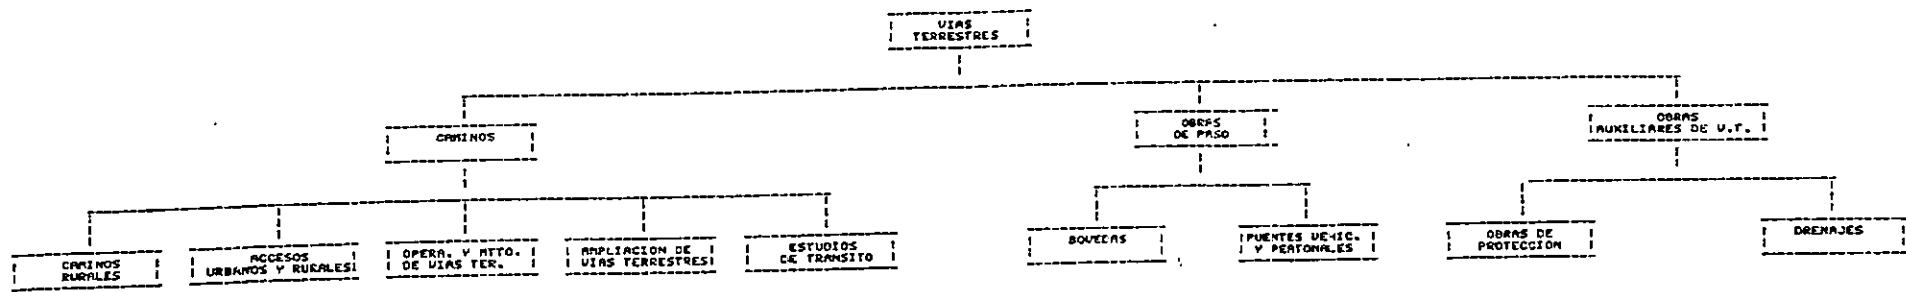 VIAS
TERRESTRES
CAMINOS
OBRAS
DE PASO
OBRAS
AUXILIARES DE V.T.
CAMINOS
RURALES
ACCESOS
URBANOS Y RURALES
OPERA. Y MTTO.
DE VIAS TER.
AMPLIACION DE
VIAS TERRESTRES
ESTUDIOS
DE TRANSITO
BOVEDAS
PUENTES VEHIC.
Y PEATONALES
OBRAS DE
PROTECCION
DRENAJES